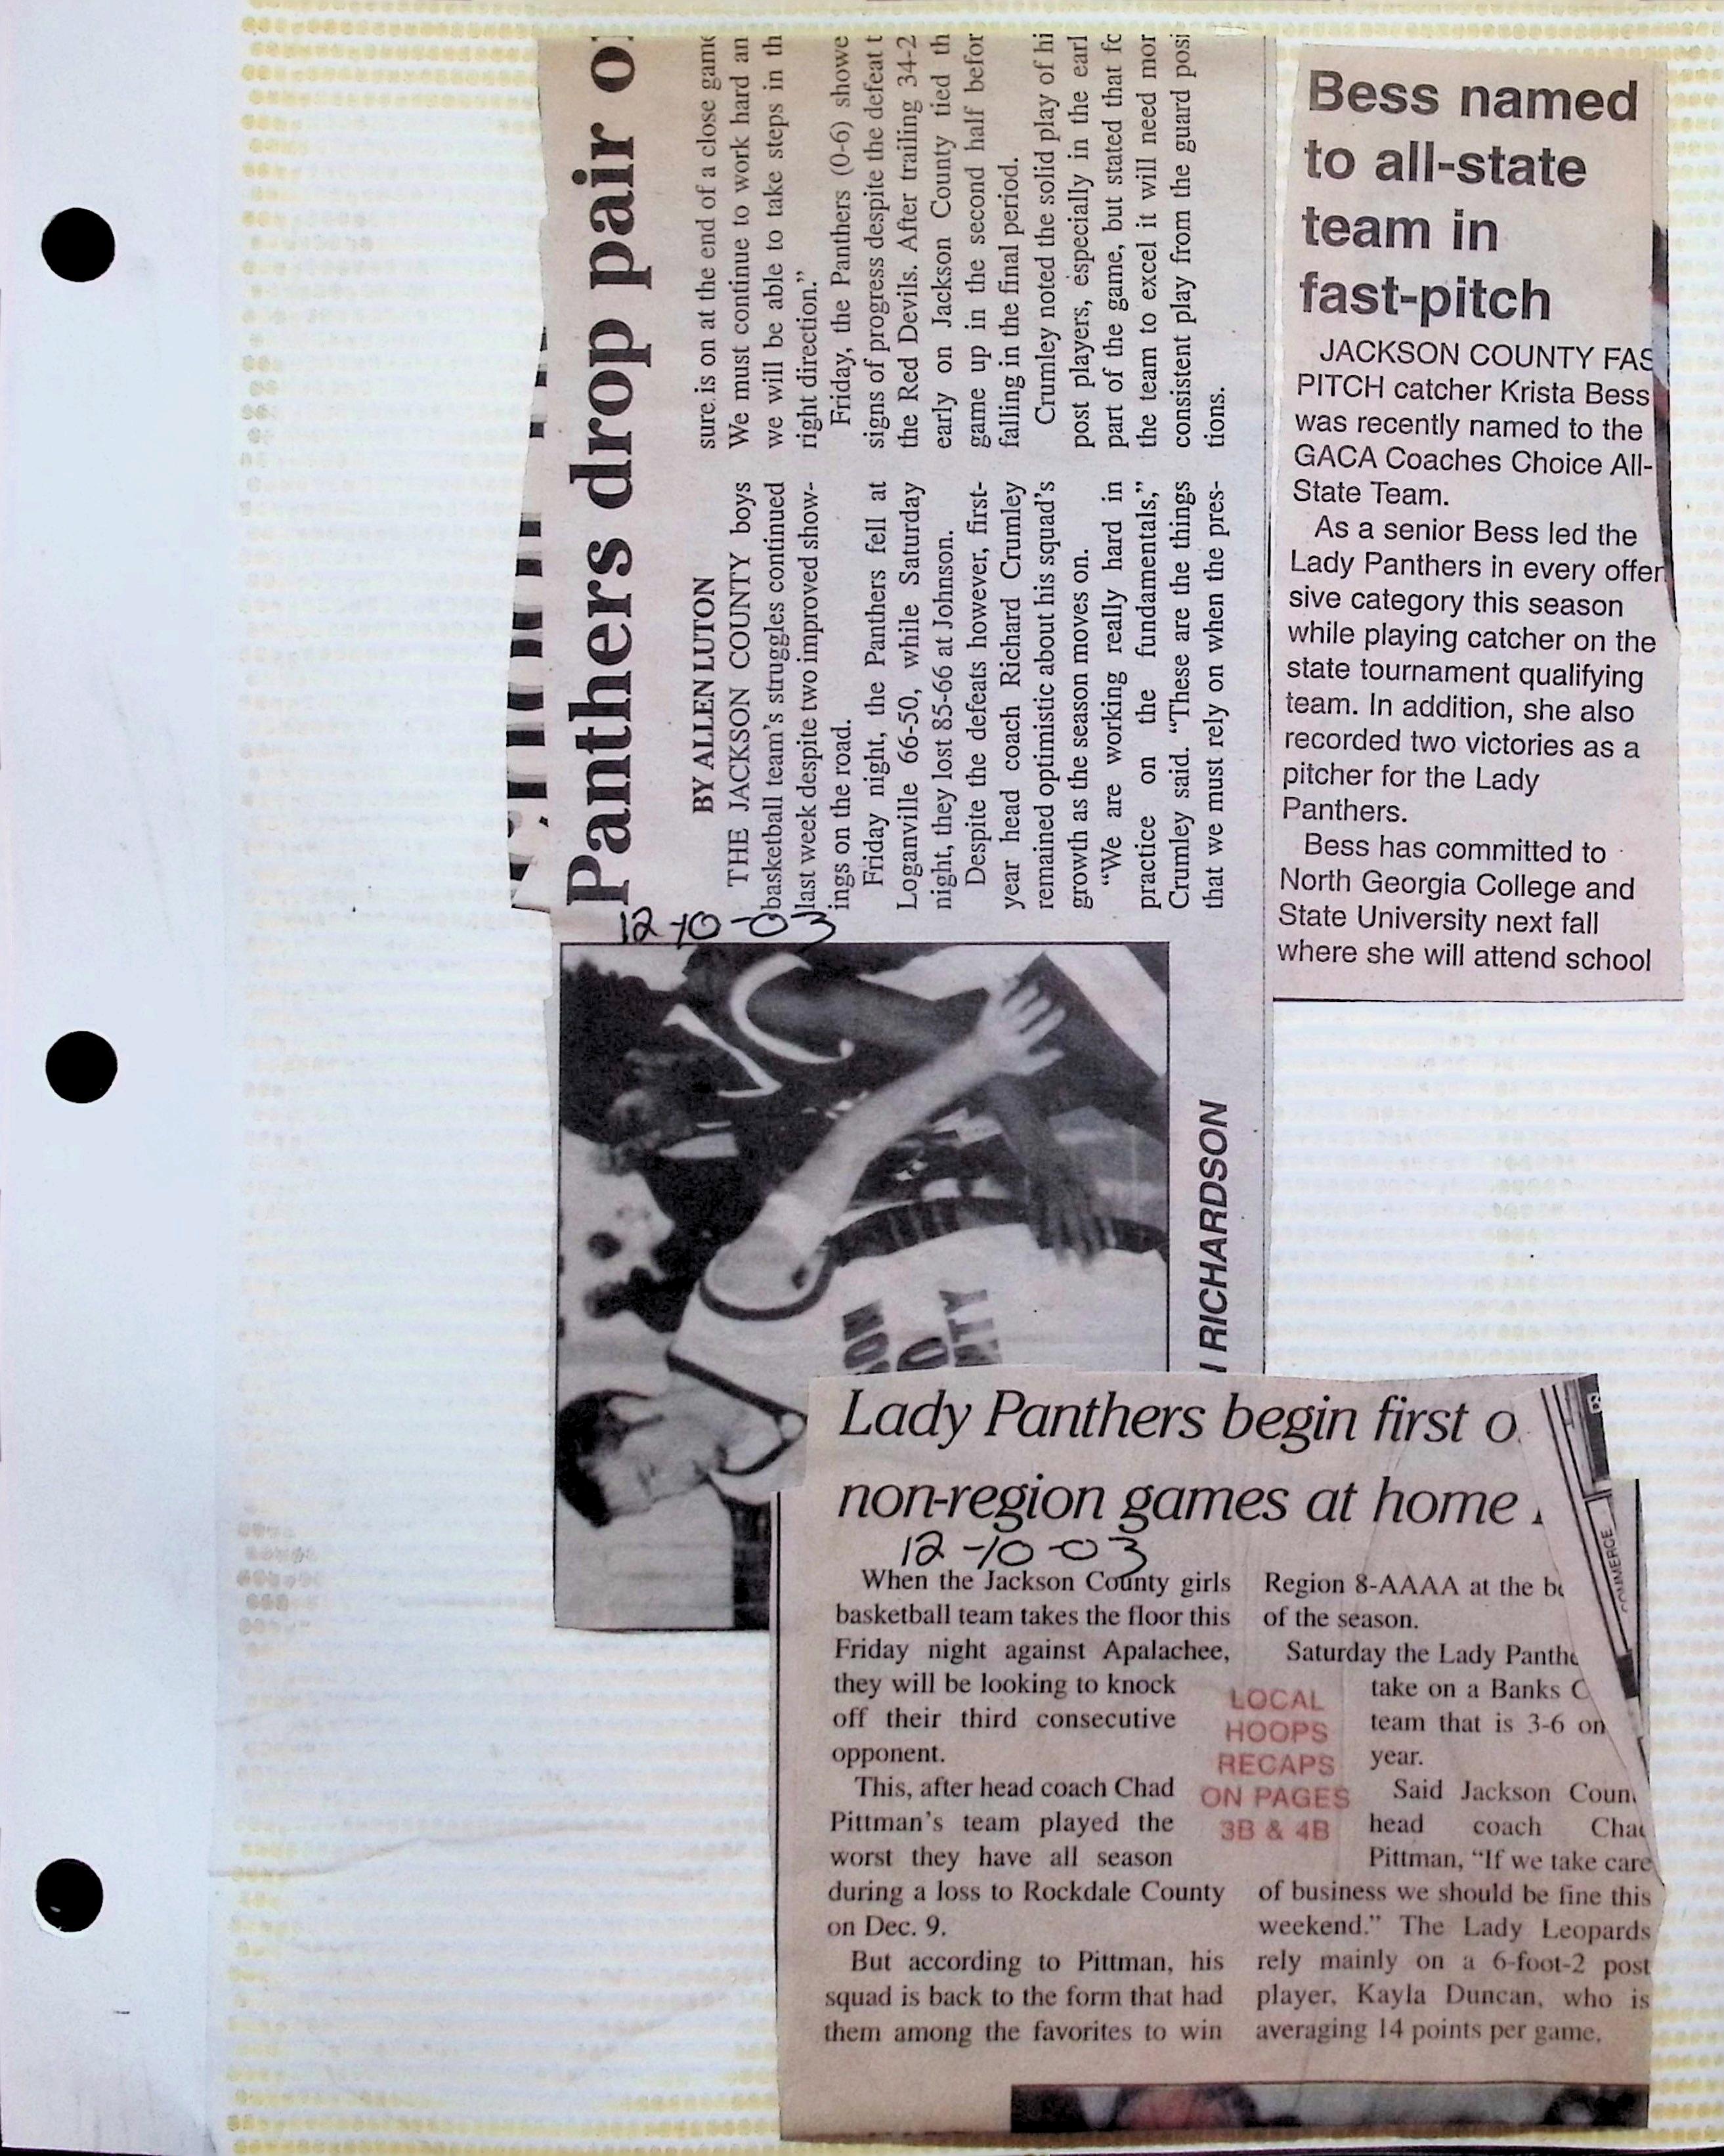 Panthers drop pair
BY ALLEN LUTON
THE JACKSON COUNTY boys
basketball team's struggles continued
last week despite two improved show-
ings on the road.
Friday night, the Panthers fell at
Loganville 66-50, while Saturday
night, they lost 85-66 at Johnson.
Despite the defeats however, first-
year head coach Richard Crumley
remained optimistic about his squad's
growth as the season moves on.
"We are working really hard in
practice on the fundamentals,"
Crumley said. "These are the things
that we must rely on when the pres-
sure is on at the end of a close game
We must continue to work hard an
we will be able to take steps in th
right direction."
Friday, the Panthers (0-6) showe
signs of progress despite the defeat t
the Red Devils. After trailing 34-2
early on Jackson County tied th
game up in the second half befor
falling in the final period.
Crumley noted the solid play of hi
post players, especially in the earl
part of the game, but stated that fo
the team to excel it will need mor
consistent play from the guard posi
tions.
12-10-03
JC
RICHARDSON
Bess named
to all-state
team in
fast-pitch
JACKSON COUNTY FAS
PITCH catcher Krista Bess
was recently named to the
GACA Coaches Choice All-
State Team.
As a senior Bess led the
Lady Panthers in every offen
sive category this season
while playing catcher on the
state tournament qualifying
team. In addition, she also
recorded two victories as a
pitcher for the Lady
Panthers.
Bess has committed to
North Georgia College and
State University next fall
where she will attend school
Lady Panthers begin first o
non-region games at home
12-10-03
When the Jackson County girls
basketball team takes the floor this
Friday night against Apalachee,
they will be looking to knock
off their third consecutive
opponent.
This, after head coach Chad
Pittman's team played the
worst they have all season
during a loss to Rockdale County
on Dec. 9.
But according to Pittman, his
squad is back to the form that had
them among the favorites to win
Region 8-AAAA at the be
of the season.
Saturday the Lady Panthe
take on a Banks C
team that is 3-6 on
year.
Said Jackson Coun
head coach Chad
Pittman, "If we take care
of business we should be fine this
weekend." The Lady Leopards
rely mainly on a 6-foot-2 post
player, Kayla Duncan, who is
averaging 14 points per game.
LOCAL
HOOPS
RECAPS
ON PAGES
3B & 4B
COMMERCE